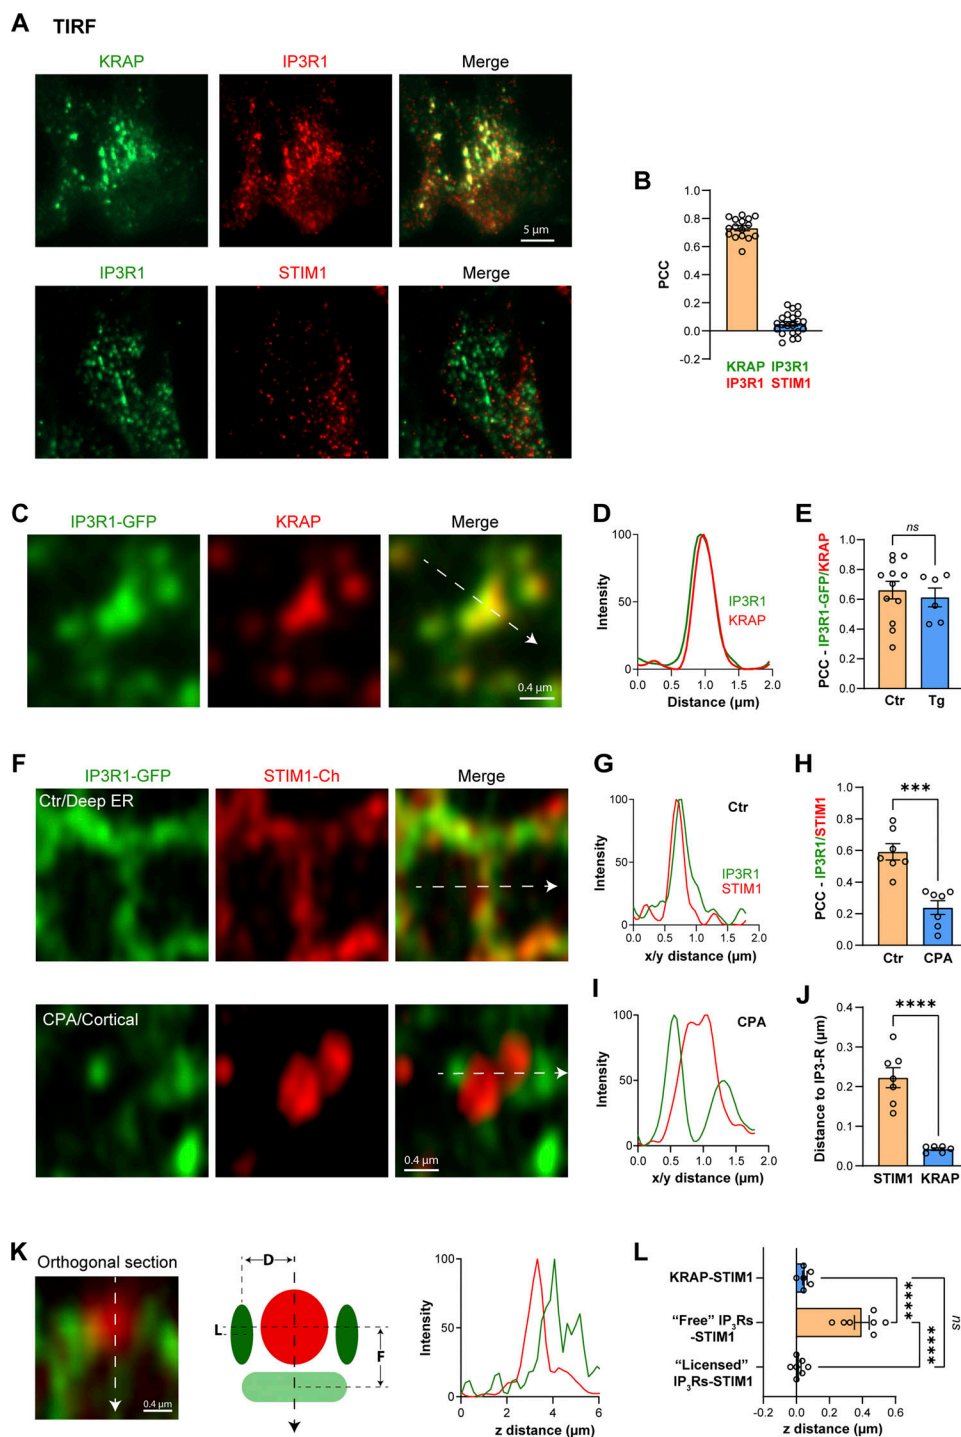 A TIRF
KRAP IP3R1 Merge
5 µm
IP3R1 STIM1 Merge
B
PCC
1.0
0.8
0.6
0.4
0.2
0.0
-0.2
KRAP IP3R1
IP3R1 STIM1
C
IP3R1-GFP KRAP Merge
0.4 µm
D
Intensity
100
50
0
IP3R1
KRAP
0.0 0.5 1.0 1.5 2.0
Distance (µm)
E
PCC - IP3R1-GFP/KRAP
ns
1.0
0.8
0.6
0.4
0.2
0.0
Ctr Tg
F
IP3R1-GFP STIM1-Ch Merge
Ctr/Deep ER
CPA/Cortical
0.4 µm
G
Intensity
100
50
0
Ctr
IP3R1
STIM1
0.0 0.5 1.0 1.5 2.0
x/y distance (µm)
H
PCC - IP3R1/STIM1
***
1.0
0.8
0.6
0.4
0.2
0.0
Ctr CPA
I
Intensity
100
50
0
CPA
0.0 0.5 1.0 1.5 2.0
x/y distance (µm)
J
Distance to IP3-R (µm)
****
0.4
0.3
0.2
0.1
0.0
STIM1 KRAP
K
Orthogonal section
0.4 µm
D
L
F
Intensity
100
50
0
0 2 4 6
z distance (µm)
L
KRAP-STIM1
“Free” IP3Rs
-STIM1
“Licensed”
IP3Rs-STIM1
****
****
ns
-0.2 0.0 0.2 0.4 0.6
z distance (µm)